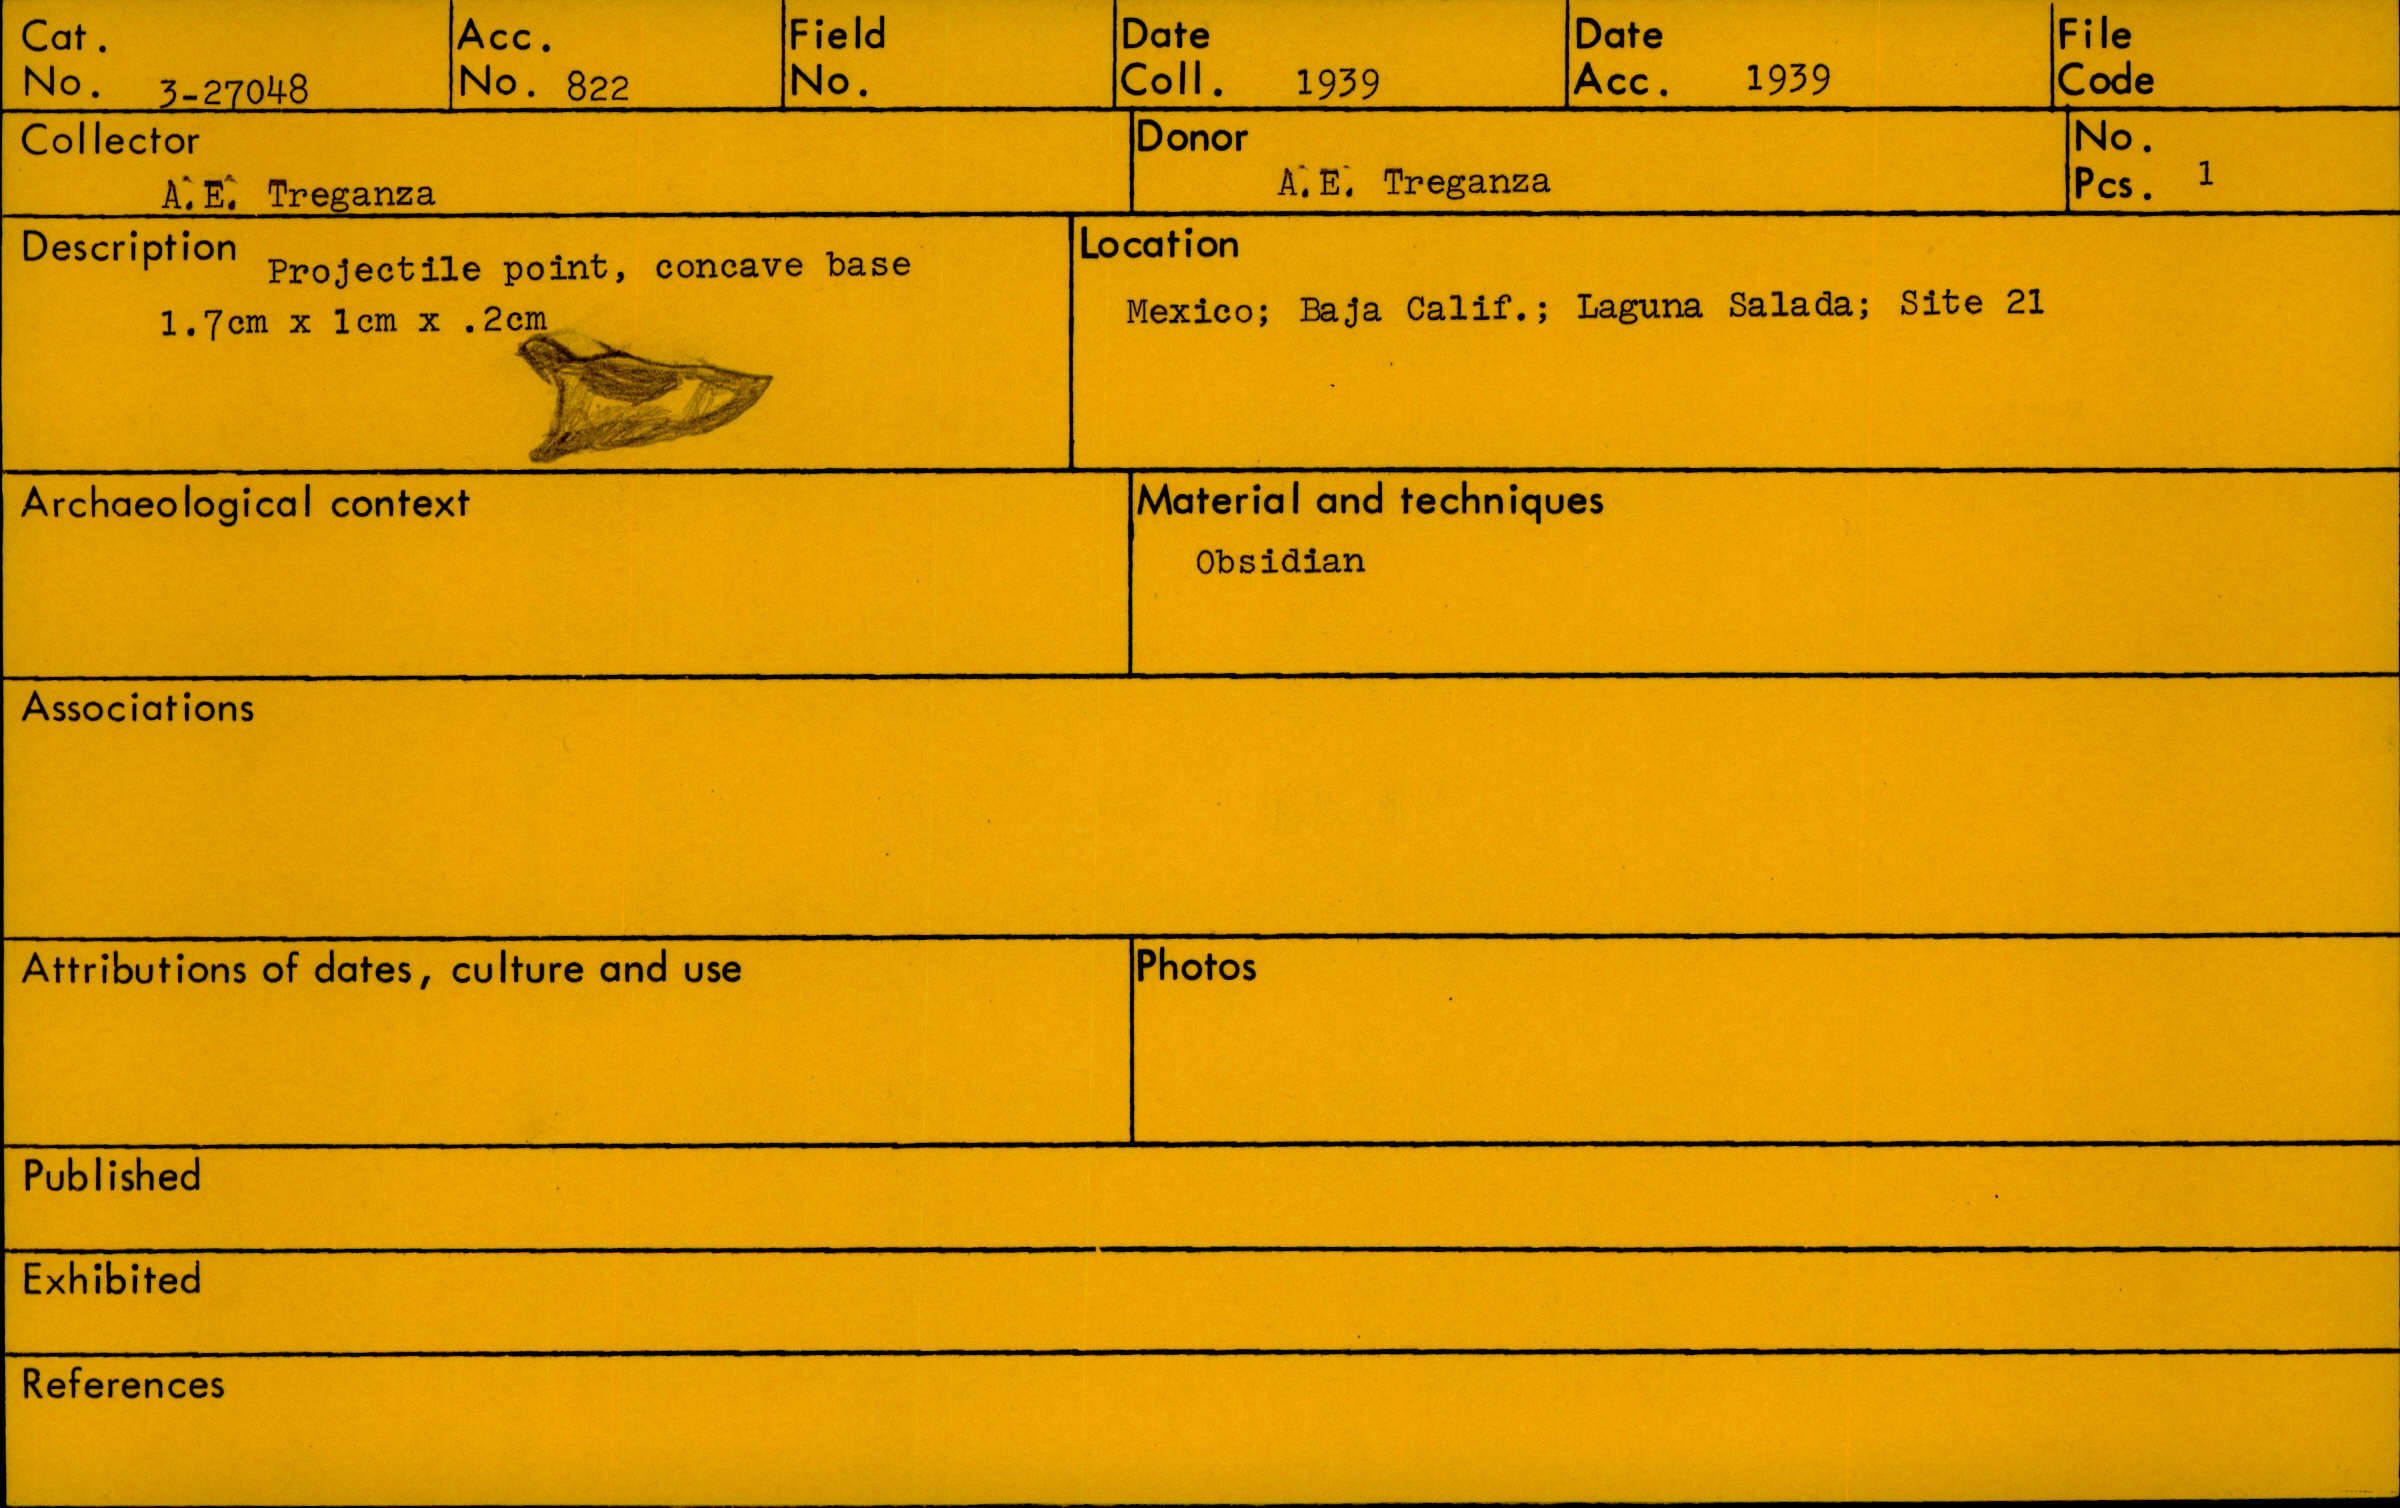 Cat. No. 3-27048
Acc. No. 822
Field No.
Date Coll. 1939
Date Acc. 1939
File Code
Collector
A.E. Treganza
Donor
A.E. Treganza
No. Pcs. 1
Description Projectile point, concave base
1.7cm x 1cm x .2cm
Location
Mexico; Baja Calif.; Laguna Salada; Site 21
Archaeological context
Material and techniques
Obsidian
Associations
Attributions of dates, culture and use
Photos
Published
Exhibited
References